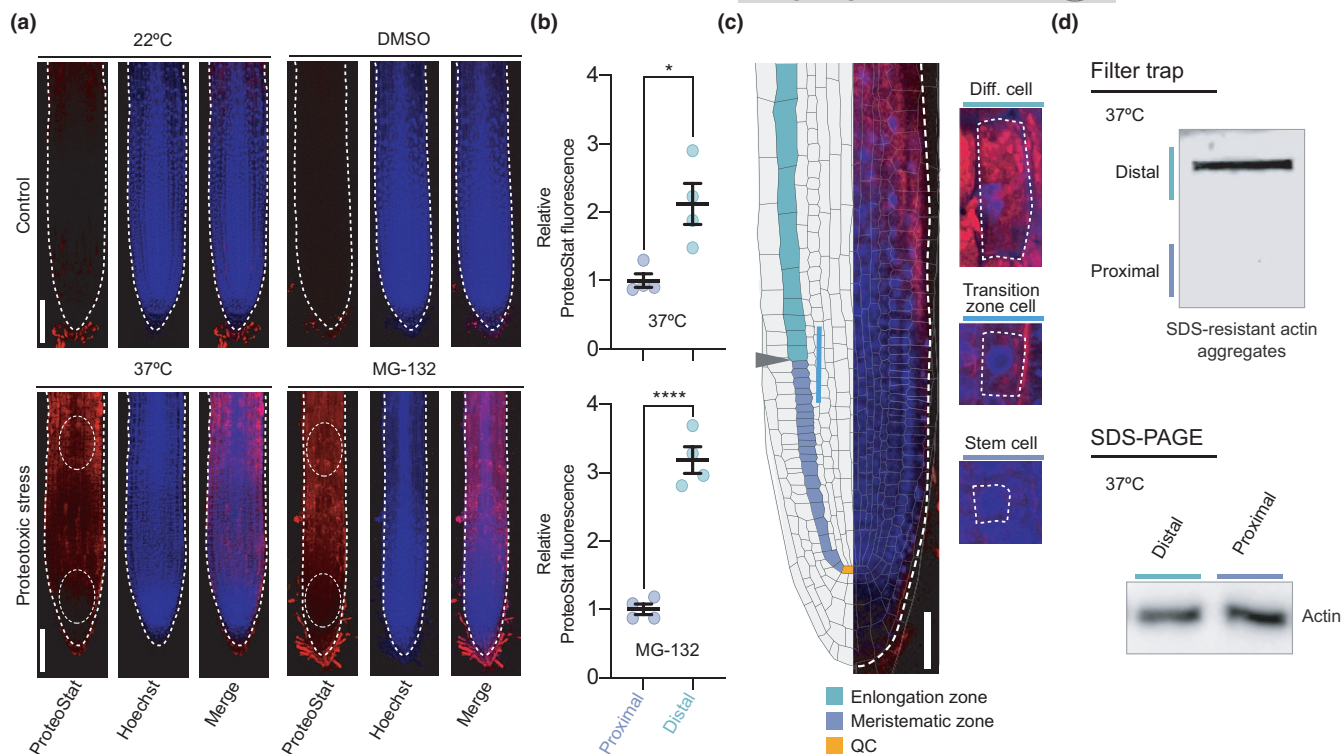 (a)
22ºC
DMSO
Control
37ºC
MG-132
Proteotoxic stress
ProteoStat
Hoechst
Merge
ProteoStat
Hoechst
Merge
(b)
4
3
2
1
0
Relative
ProteoStat fluorescence
*
37ºC
4
3
2
1
0
Relative
ProteoStat fluorescence
****
MG-132
Proximal
Distal
(c)
Diff. cell
Transition
zone cell
Stem cell
Enlongation zone
Meristematic zone
QC
(d)
Filter trap
37ºC
Distal
Proximal
SDS-resistant actin
aggregates
SDS-PAGE
37ºC
Distal
Proximal
Actin